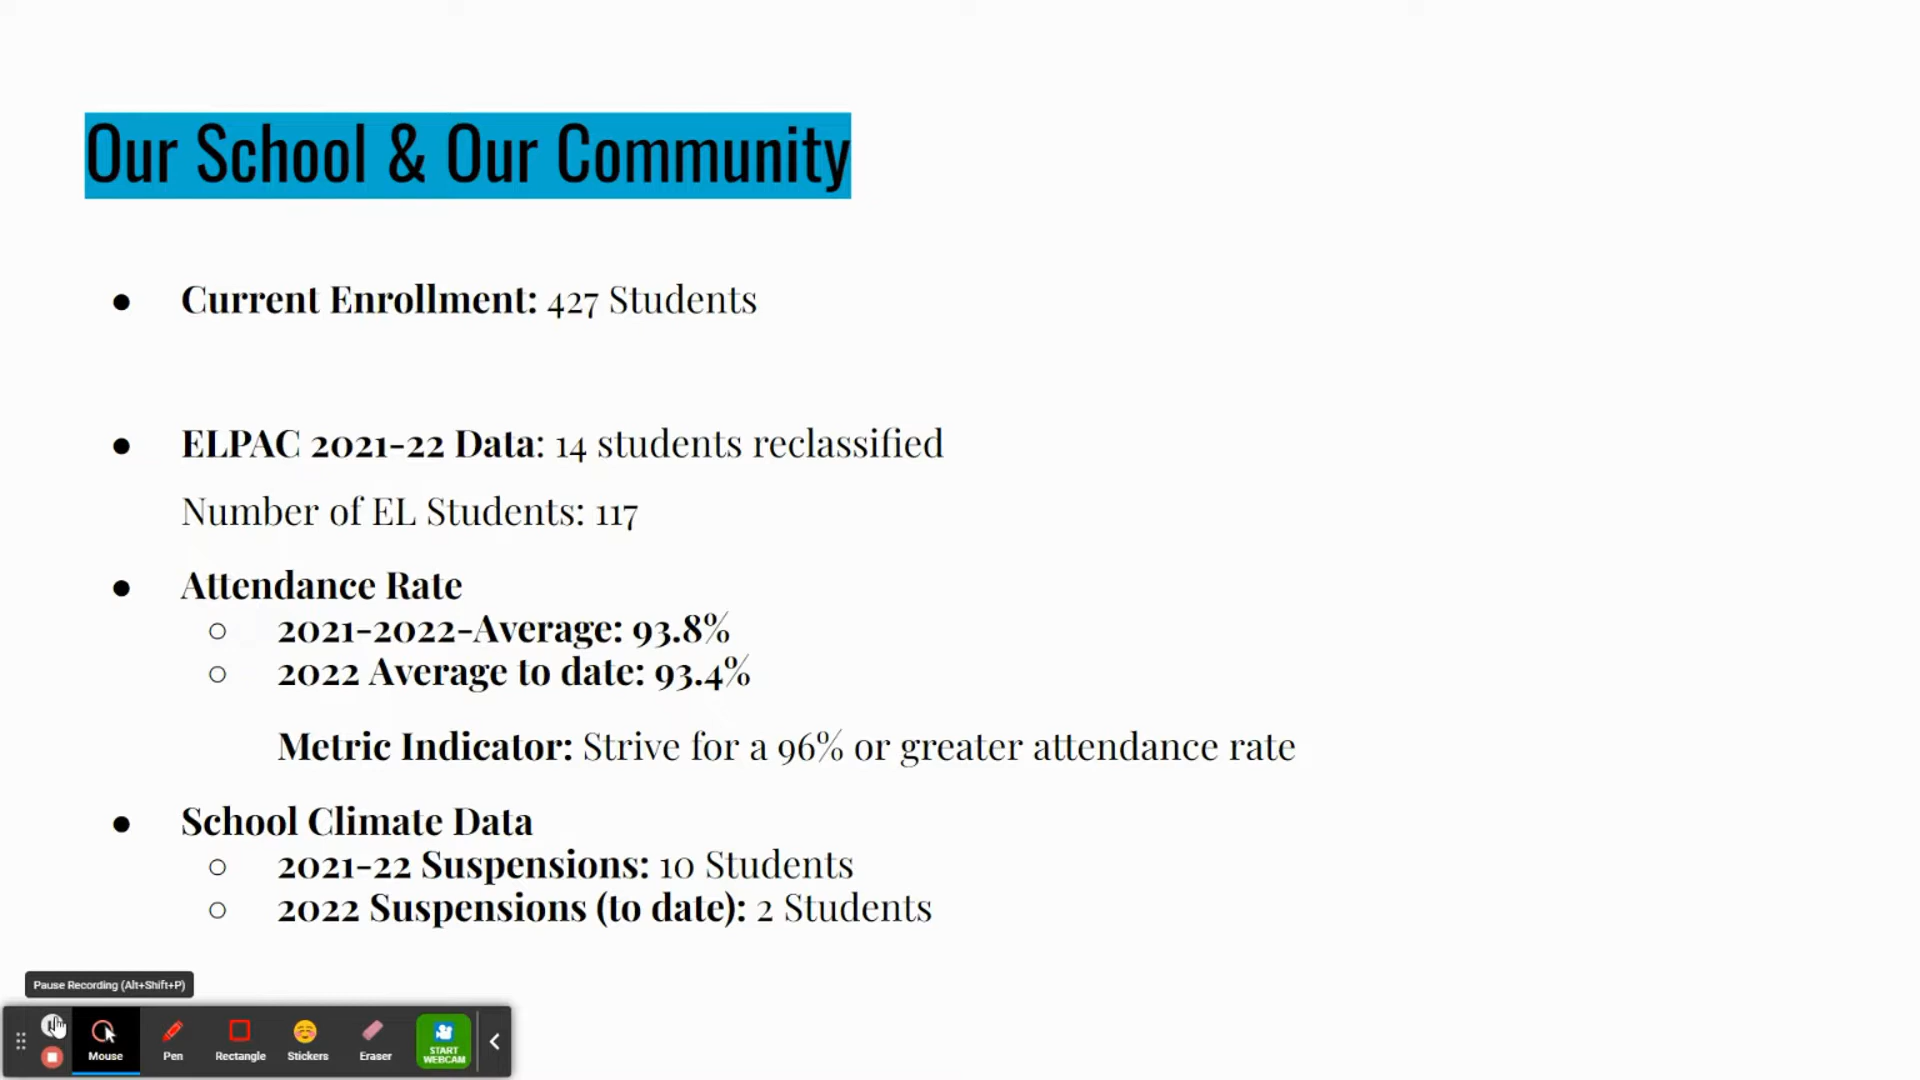 Our School & Our Community
● Current Enrollment: 427 Students
● ELPAC 2021-22 Data: 14 students reclassified
Number of EL Students: 117
● Attendance Rate
○ 2021-2022-Average: 93.8%
○ 2022 Average to date: 93.4%
Metric Indicator: Strive for a 96% or greater attendance rate
● School Climate Data
○ 2021-22 Suspensions: 10 Students
○ 2022 Suspensions (to date): 2 Students
Pause Recording (Alt+Shift+P)
Mouse Pen Rectangle Stickers Eraser START
WEBCAM